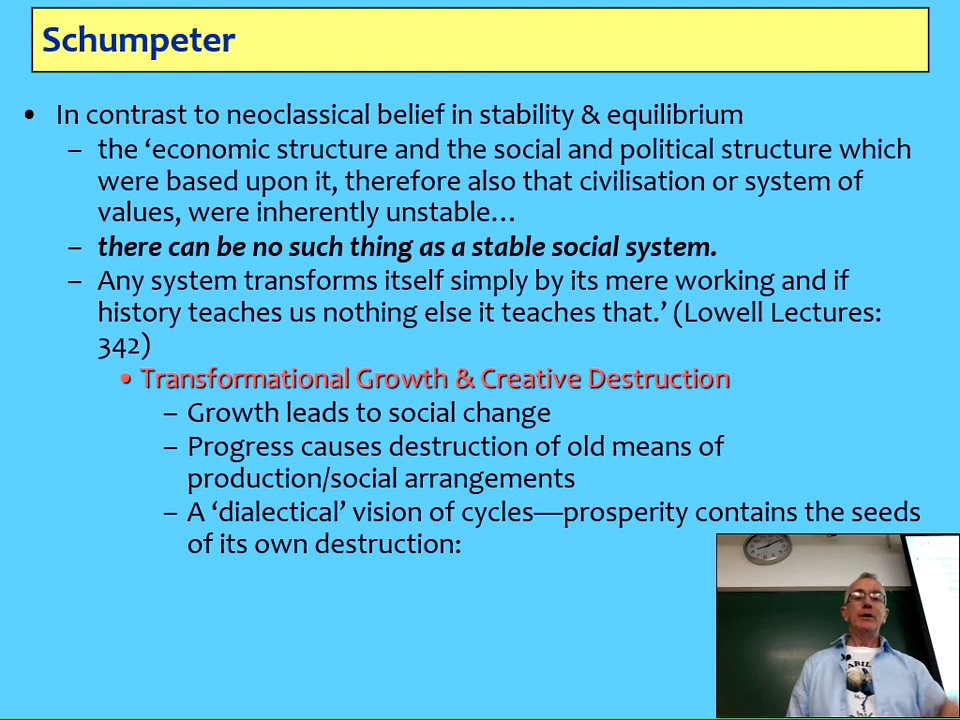 Schumpeter
• In contrast to neoclassical belief in stability & equilibrium
– the ‘economic structure and the social and political structure which
were based upon it, therefore also that civilisation or system of
values, were inherently unstable…
– there can be no such thing as a stable social system.
– Any system transforms itself simply by its mere working and if
history teaches us nothing else it teaches that.’ (Lowell Lectures:
342)
• Transformational Growth & Creative Destruction
– Growth leads to social change
– Progress causes destruction of old means of
production/social arrangements
– A ‘dialectical’ vision of cycles—prosperity contains the seeds
of its own destruction: